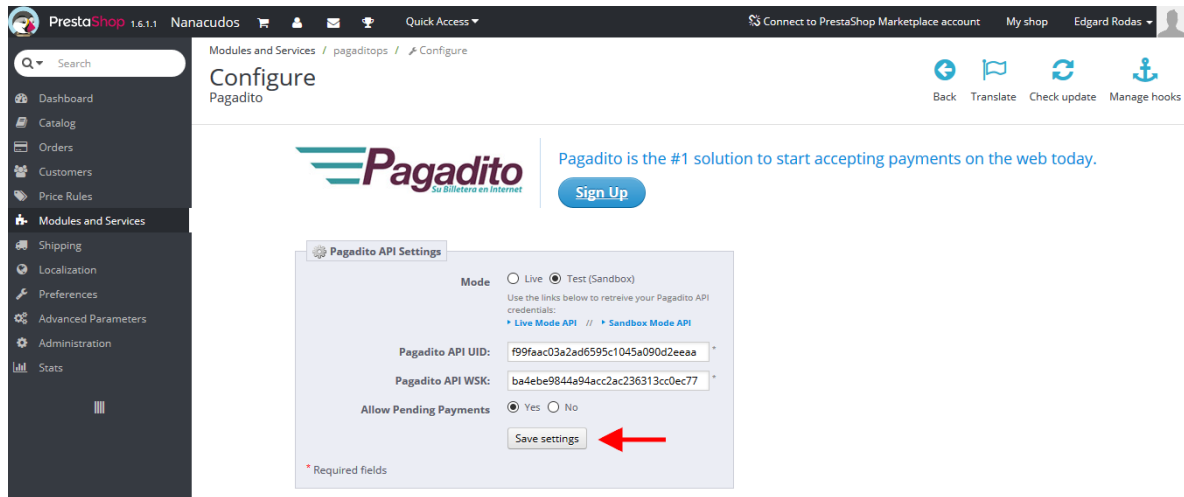 PrestaShop 1.6.1.1 Nanacudos Quick Access Connect to PrestaShop Marketplace account My shop Edgard Rodas
Search
Dashboard
Catalog
Orders
Customers
Price Rules
Modules and Services
Shipping
Localization
Preferences
Advanced Parameters
Administration
Stats
Modules and Services / pagaditops / Configure
Configure
Pagadito
Back Translate Check update Manage hooks
Pagadito
Su Billetera en Internet
Pagadito is the #1 solution to start accepting payments on the web today.
Sign Up
Pagadito API Settings
Mode Live Test (Sandbox)
Use the links below to retreive your Pagadito API
credentials:
Live Mode API // Sandbox Mode API
Pagadito API UID: f99faac03a2ad6595c1045a090d2eeaa *
Pagadito API WSK: ba4ebe9844a94acc2ac236313cc0ec77 *
Allow Pending Payments Yes No
Save settings
* Required fields